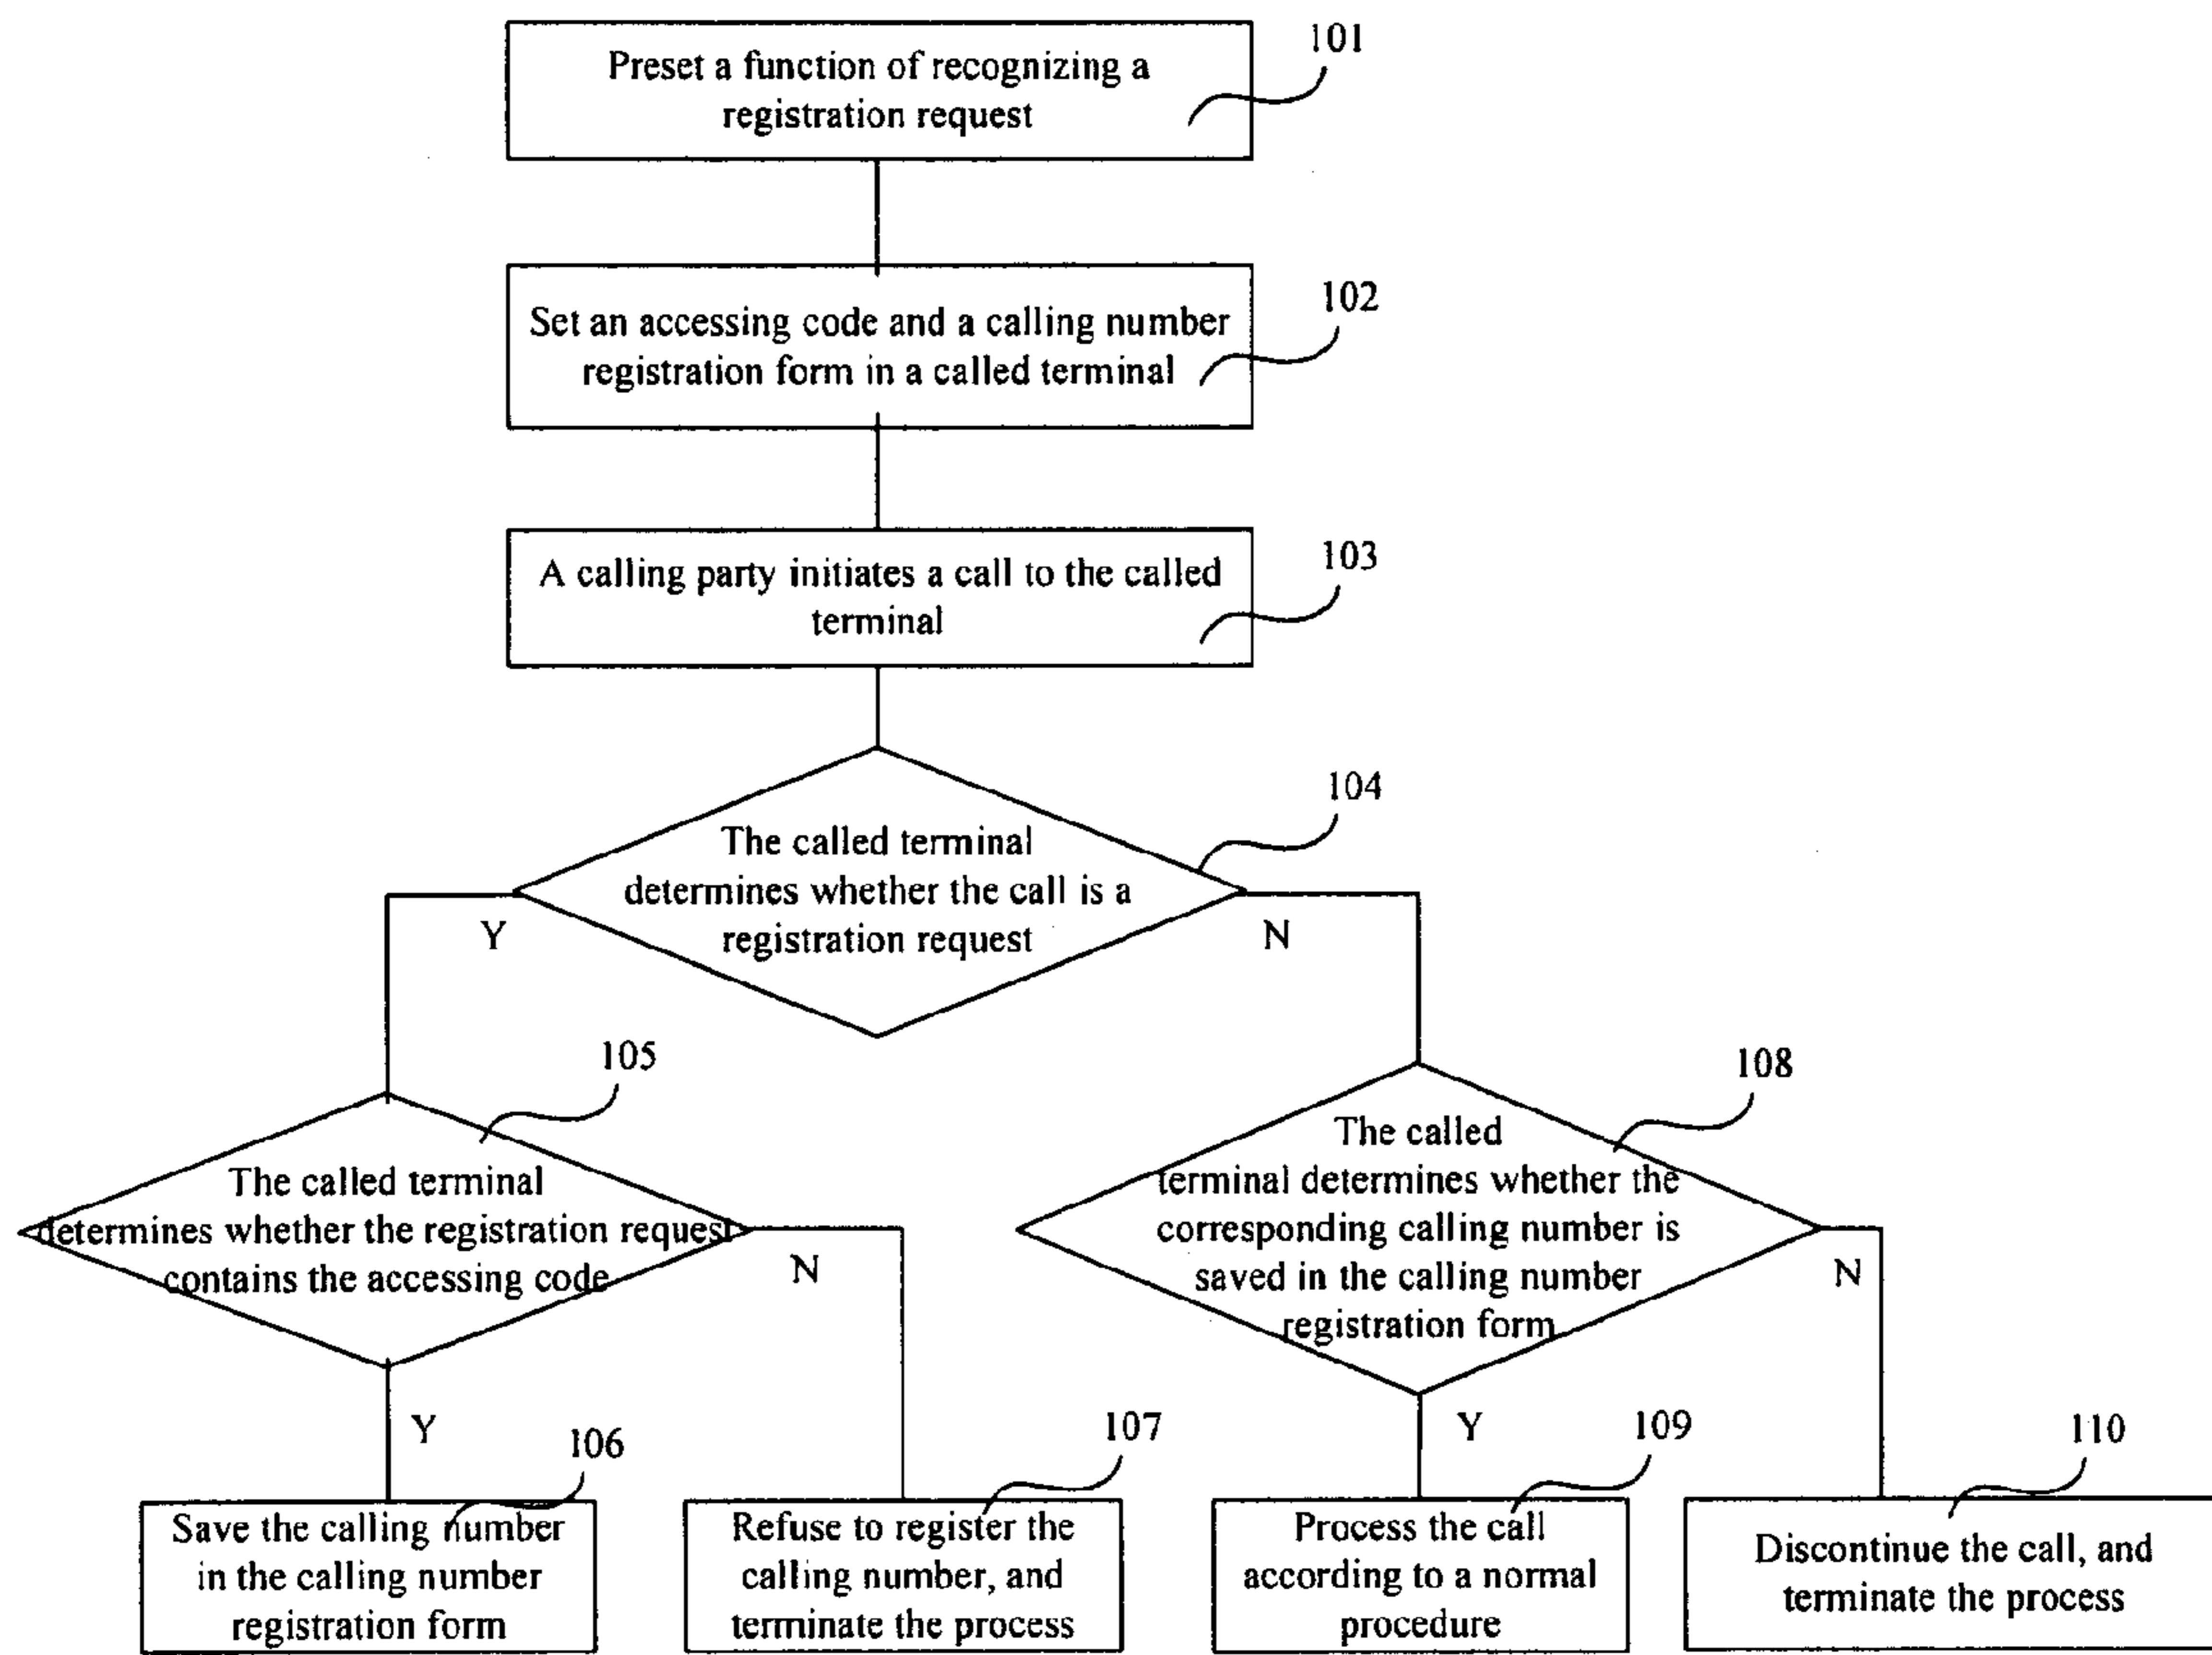 101
Preset a function of recognizing a
registration request
102
Set an accessing code and a calling number
registration form in a called terminal
103
A calling party initiates a call to the called
terminal
104
The called terminal
determines whether the call is a
registration request
Y
N
105
The called terminal
determines whether the registration request
contains the accessing code
N
Y
108
The called
terminal determines whether the
corresponding calling number is
saved in the calling number
registration form
N
Y
106
Save the calling number
in the calling number
registration form
107
Refuse to register the
calling number, and
terminate the process
109
Process the call
according to a normal
procedure
110
Discontinue the call, and
terminate the process